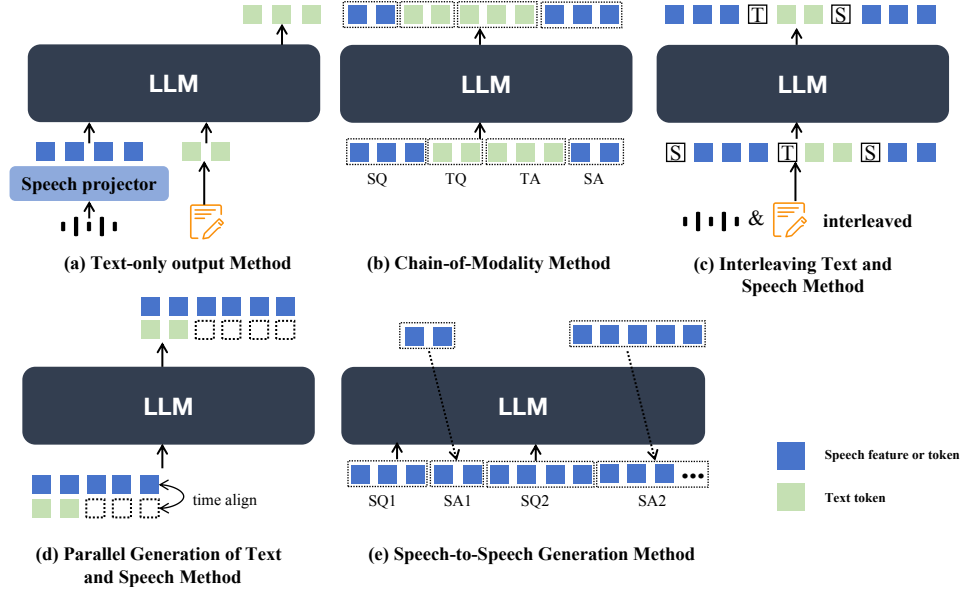 LLM
Speech projector
(a) Text-only output Method
LLM
SQ TQ TA SA
(b) Chain-of-Modality Method
T S
LLM
S T S
& interleaved
(c) Interleaving Text and
Speech Method
LLM
time align
(d) Parallel Generation of Text
and Speech Method
LLM
SQ1 SA1 SQ2 SA2
(e) Speech-to-Speech Generation Method
Speech feature or token
Text token